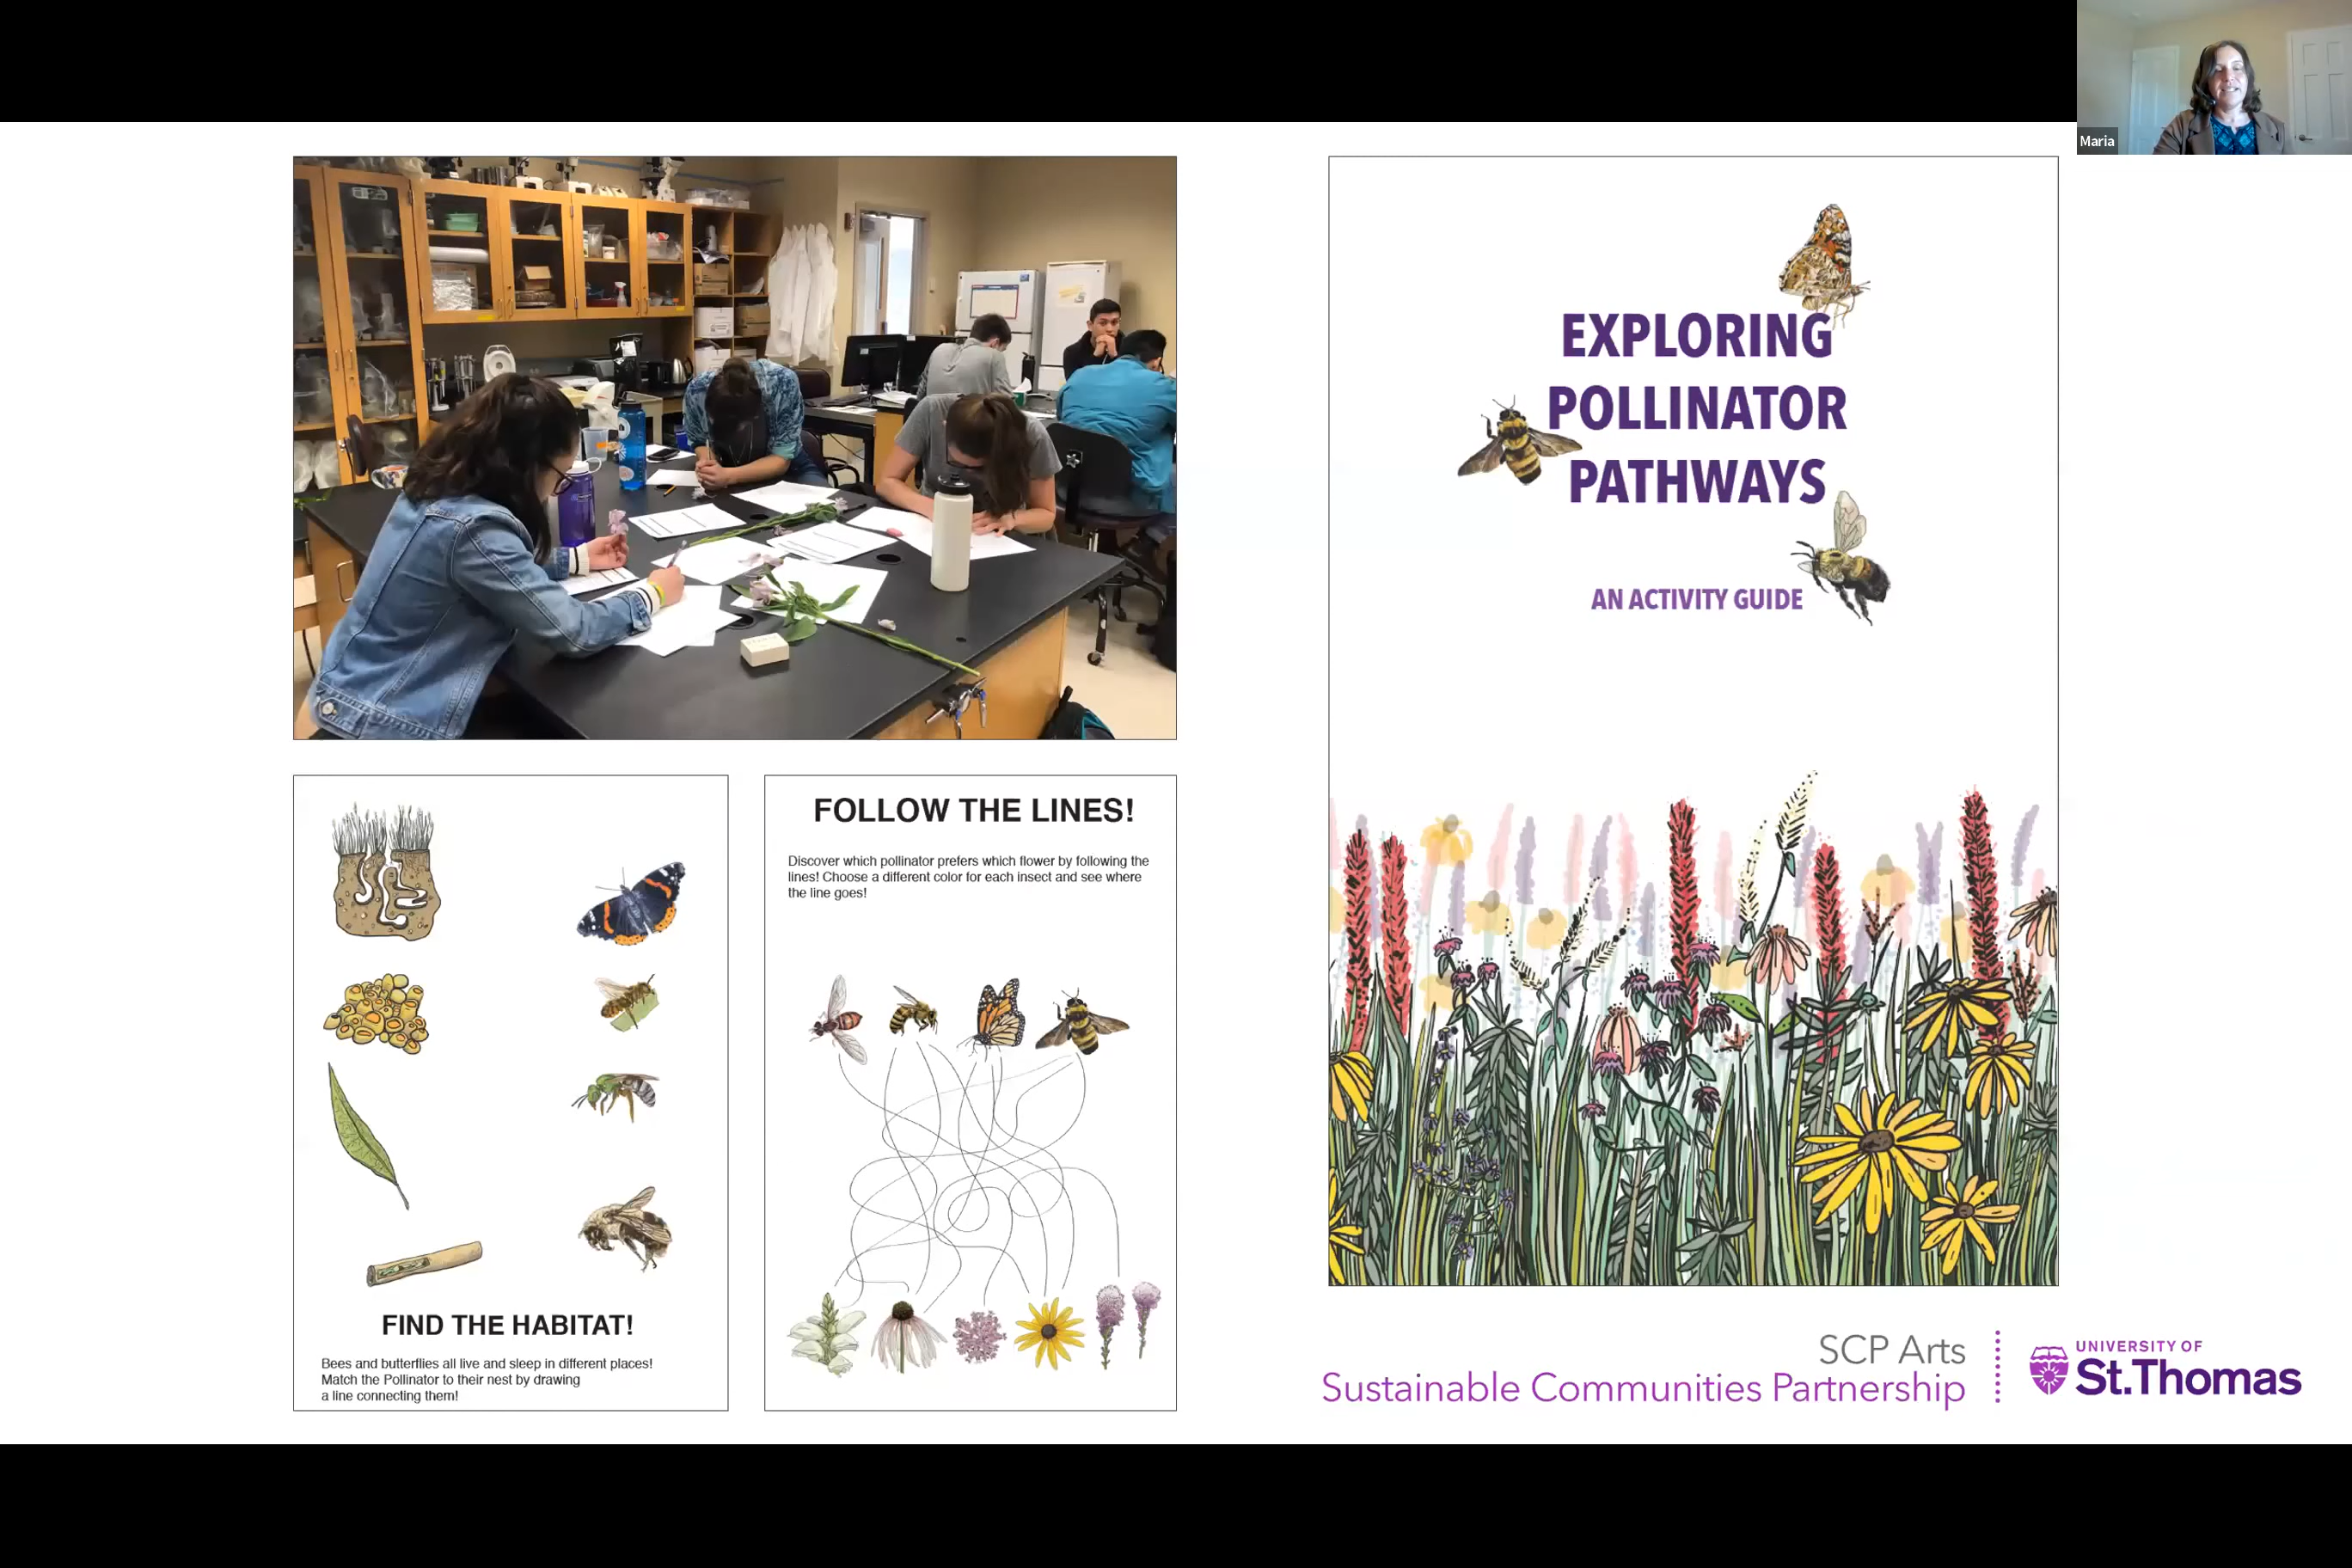 Maria
EXPLORING
POLLINATOR
PATHWAYS
AN ACTIVITY GUIDE
FOLLOW THE LINES!
Discover which pollinator prefers which flower by following the
lines! Choose a different color for each insect and see where
the line goes!
FIND THE HABITAT!
Bees and butterflies all live and sleep in different places!
Match the Pollinator to their nest by drawing
a line connecting them!
SCP Arts
Sustainable Communities Partnership
UNIVERSITY OF
St.Thomas